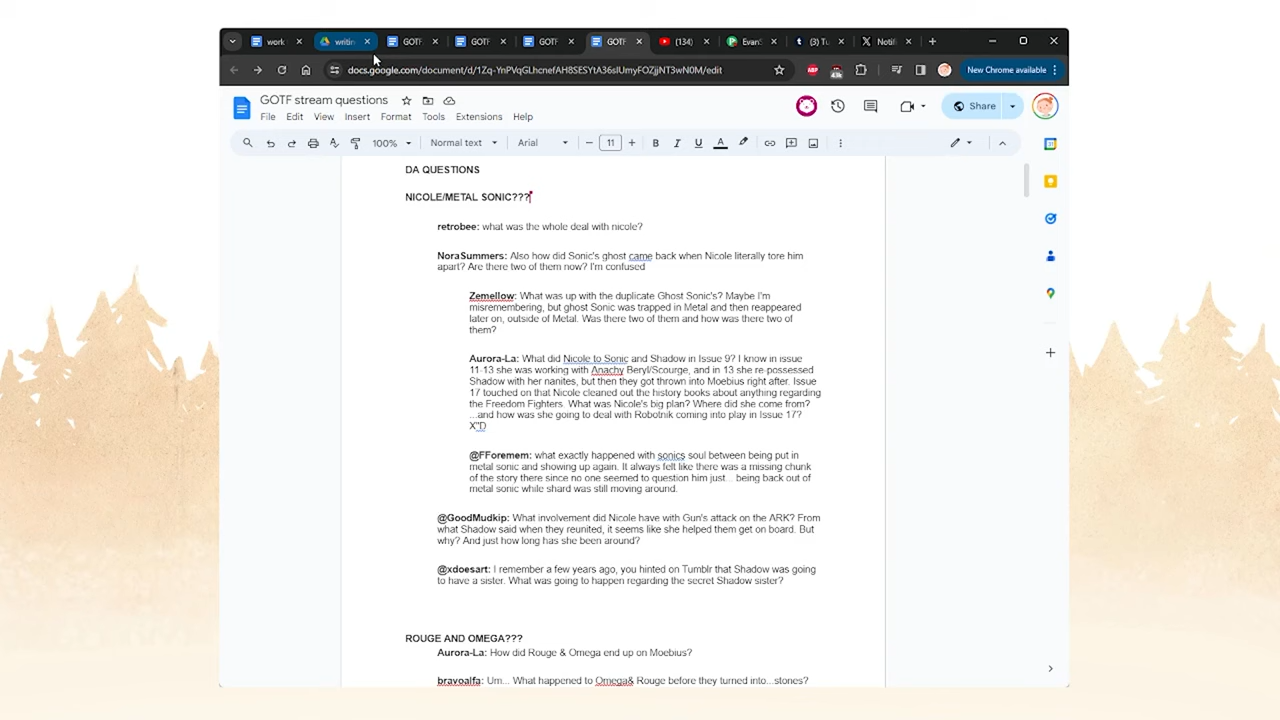 work
writin
GOTF
GOTF
GOTF
GOTF
(134)
EvanS
(3) Tu
Notifi
docs.google.com/document/d/1Zq-YnPVqGLhcnefAH8SESYtA36slUmyFOZjjNT3wN0M/edit
New Chrome available
GOTF stream questions
File Edit View Insert Format Tools Extensions Help
Share
100% Normal text Arial 11
DA QUESTIONS
NICOLE/METAL SONIC???
retrobee: what was the whole deal with nicole?
NoraSummers: Also how did Sonic's ghost came back when Nicole literally tore him
apart? Are there two of them now? I'm confused
Zemellow: What was up with the duplicate Ghost Sonic's? Maybe I'm
misremembering, but ghost Sonic was trapped in Metal and then reappeared
later on, outside of Metal. Was there two of them and how was there two of
them?
Aurora-La: What did Nicole to Sonic and Shadow in Issue 9? I know in issue
11-13 she was working with Anachy Beryl/Scourge, and in 13 she re-possessed
Shadow with her nanites, but then they got thrown into Moebius right after. Issue
17 touched on that Nicole cleaned out the history books about anything regarding
the Freedom Fighters. What was Nicole's big plan? Where did she come from?
...and how was she going to deal with Robotnik coming into play in Issue 17?
X"D
@FForemem: what exactly happened with sonics soul between being put in
metal sonic and showing up again. It always felt like there was a missing chunk
of the story there since no one seemed to question him just... being back out of
metal sonic while shard was still moving around.
@GoodMudkip: What involvement did Nicole have with Gun's attack on the ARK? From
what Shadow said when they reunited, it seems like she helped them get on board. But
why? And just how long has she been around?
@xdoesart: I remember a few years ago, you hinted on Tumblr that Shadow was going
to have a sister. What was going to happen regarding the secret Shadow sister?
ROUGE AND OMEGA???
Aurora-La: How did Rouge & Omega end up on Moebius?
bravoalfa: Um... What happened to Omega& Rouge before they turned into...stones?